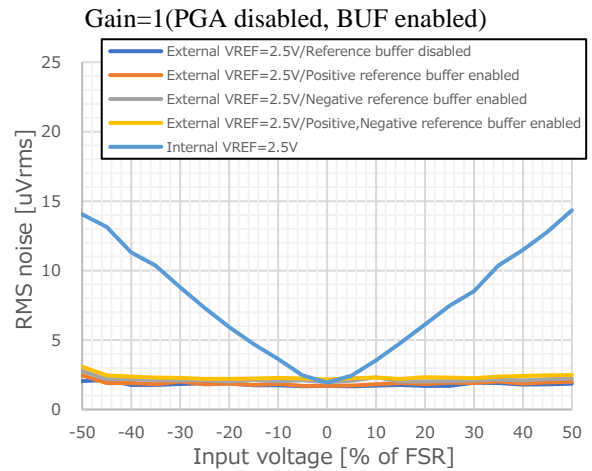 Gain=1(PGA disabled, BUF enabled)
External VREF=2.5V/Reference buffer disabled
External VREF=2.5V/Positive reference buffer enabled
External VREF=2.5V/Negative reference buffer enabled
External VREF=2.5V/Positive,Negative reference buffer enabled
Internal VREF=2.5V
25
20
15
10
5
0
RMS noise [uVrms]
-50 -40 -30 -20 -10 0 10 20 30 40 50
Input voltage [% of FSR]